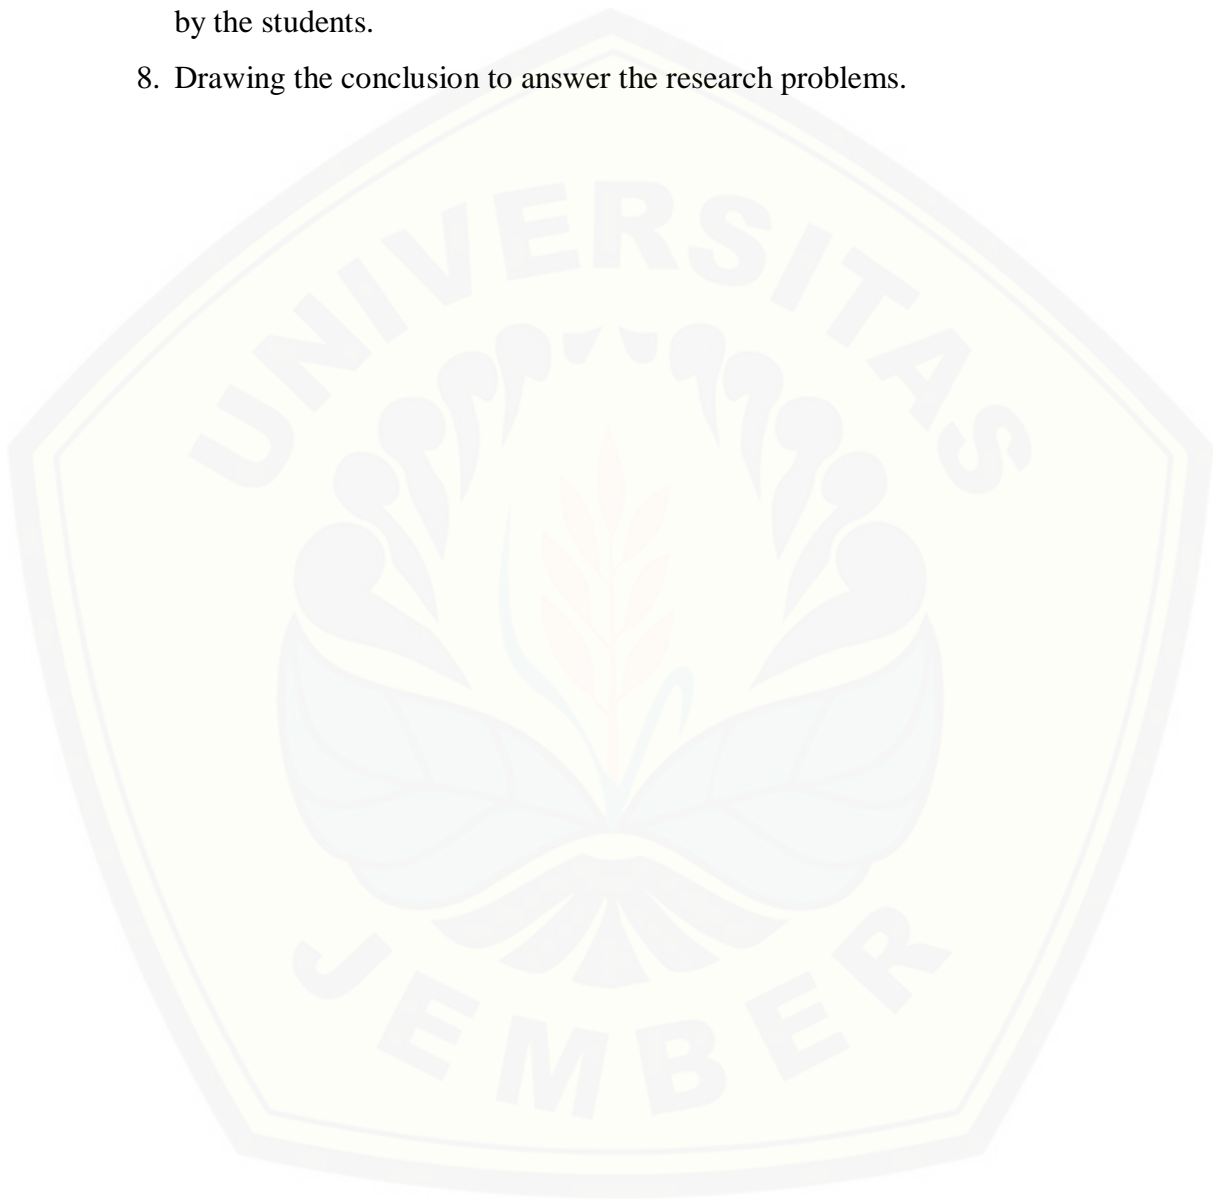 by the students.
8. Drawing the conclusion to answer the research problems.
UNIVERSITAS
JEMBER